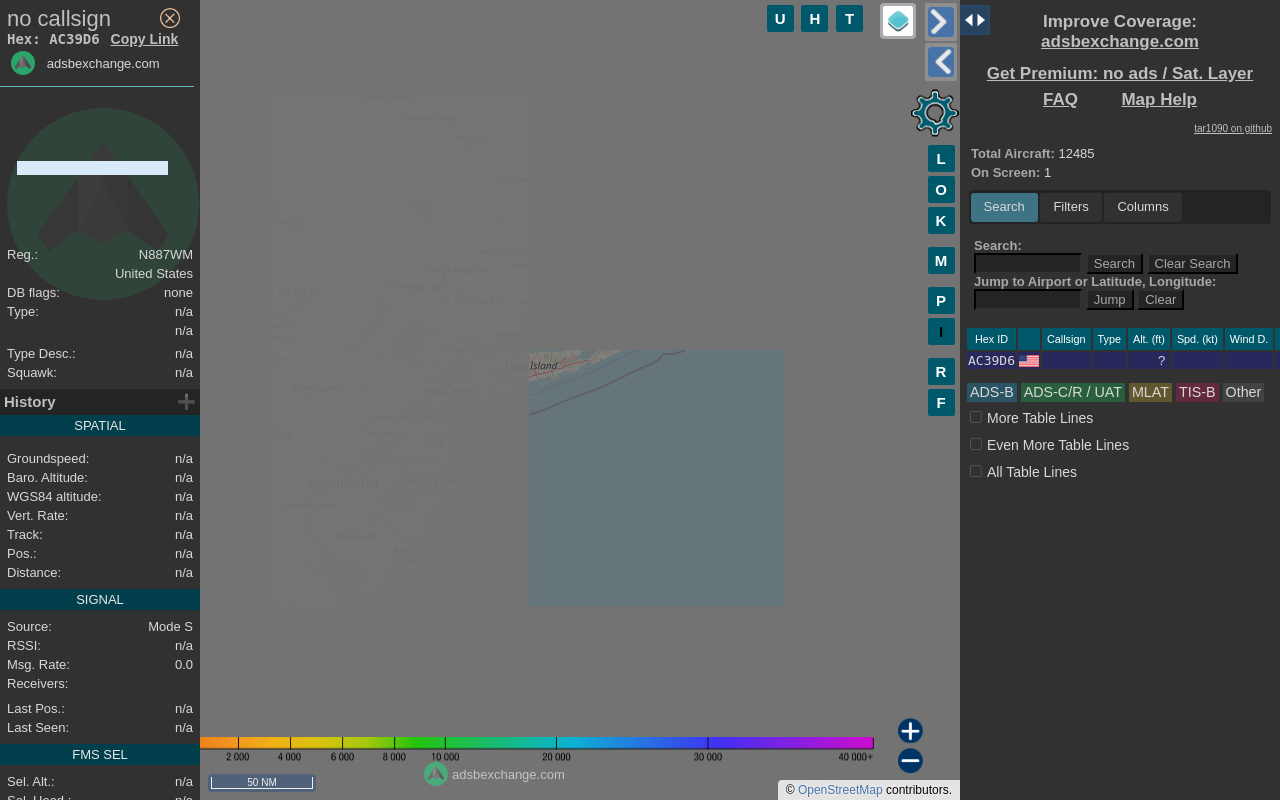 no callsign
Hex: AC39D6 Copy Link
adsbexchange.com
Reg.: N887WM
United States
DB flags: none
Type: n/a
n/a
Type Desc.: n/a
Squawk: n/a
History
SPATIAL
Groundspeed: n/a
Baro. Altitude: n/a
WGS84 altitude: n/a
Vert. Rate: n/a
Track: n/a
Pos.: n/a
Distance: n/a
SIGNAL
Source: Mode S
RSSI: n/a
Msg. Rate: 0.0
Receivers:
Last Pos.: n/a
Last Seen: n/a
FMS SEL
Sel. Alt.: n/a
Sel. Head.: n/a
U H T
L
O
K
M
P
I
R
F
Philadelphia
Long Island
2 000 4 000 6 000 8 000 10 000 20 000 30 000 40 000+
adsbexchange.com
50 NM
© OpenStreetMap contributors.
Improve Coverage:
adsbexchange.com
Get Premium: no ads / Sat. Layer
FAQ Map Help
tar1090 on github
Total Aircraft: 12485
On Screen: 1
Search Filters Columns
Search:
Search Clear Search
Jump to Airport or Latitude, Longitude:
Jump Clear
Hex ID Callsign Type Alt. (ft) Spd. (kt) Wind D.
AC39D6 ?
ADS-B ADS-C/R / UAT MLAT TIS-B Other
More Table Lines
Even More Table Lines
All Table Lines